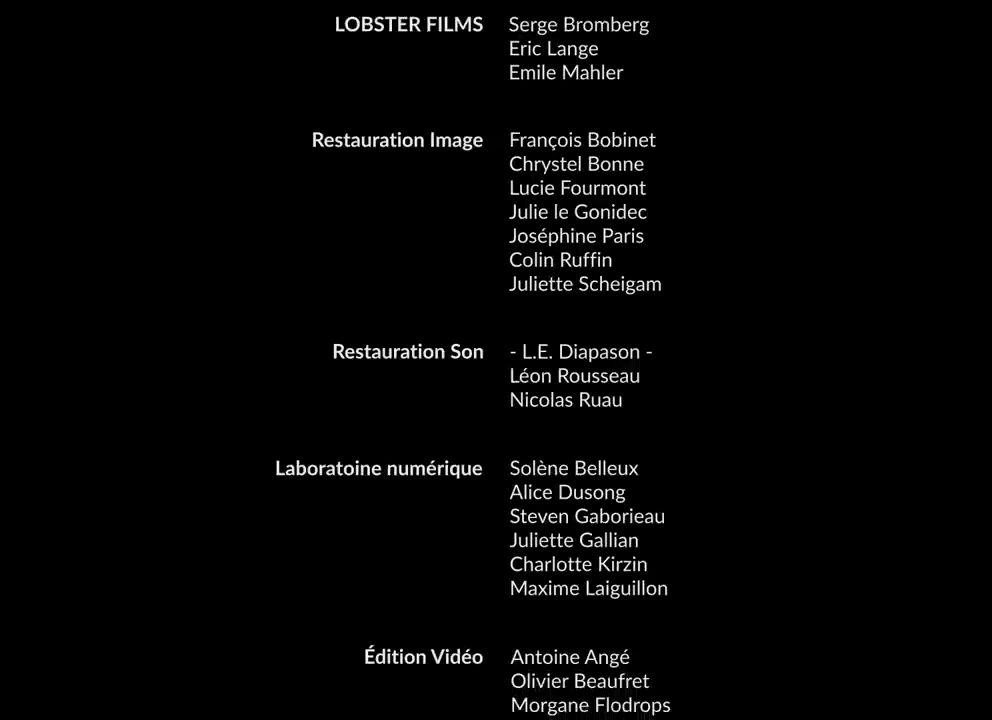 LOBSTER FILMS Serge Bromberg
Eric Lange
Emile Mahler
Restauration Image François Bobinet
Chrystel Bonne
Lucie Fourmont
Julie le Gonidec
Joséphine Paris
Colin Ruffin
Juliette Scheigam
Restauration Son - L.E. Diapason -
Léon Rousseau
Nicolas Ruau
Laboratoine numérique Solène Belleux
Alice Dusong
Steven Gaborieau
Juliette Gallian
Charlotte Kirzin
Maxime Laiguillon
Édition Vidéo Antoine Angé
Olivier Beaufret
Morgane Flodrops